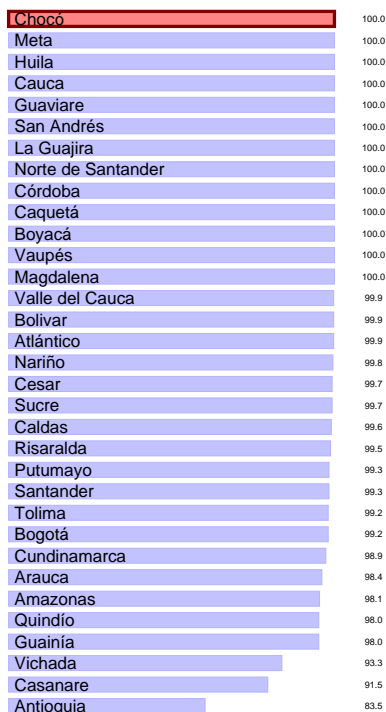 Chocó 100.0
Meta 100.0
Huila 100.0
Cauca 100.0
Guaviare 100.0
San Andrés 100.0
La Guajira 100.0
Norte de Santander 100.0
Córdoba 100.0
Caquetá 100.0
Boyacá 100.0
Vaupés 100.0
Magdalena 100.0
Valle del Cauca 99.9
Bolivar 99.9
Atlántico 99.9
Nariño 99.8
Cesar 99.7
Sucre 99.7
Caldas 99.6
Risaralda 99.5
Putumayo 99.3
Santander 99.3
Tolima 99.2
Bogotá 99.2
Cundinamarca 98.9
Arauca 98.4
Amazonas 98.1
Quindío 98.0
Guainía 98.0
Vichada 93.3
Casanare 91.5
Antioquia 83.5